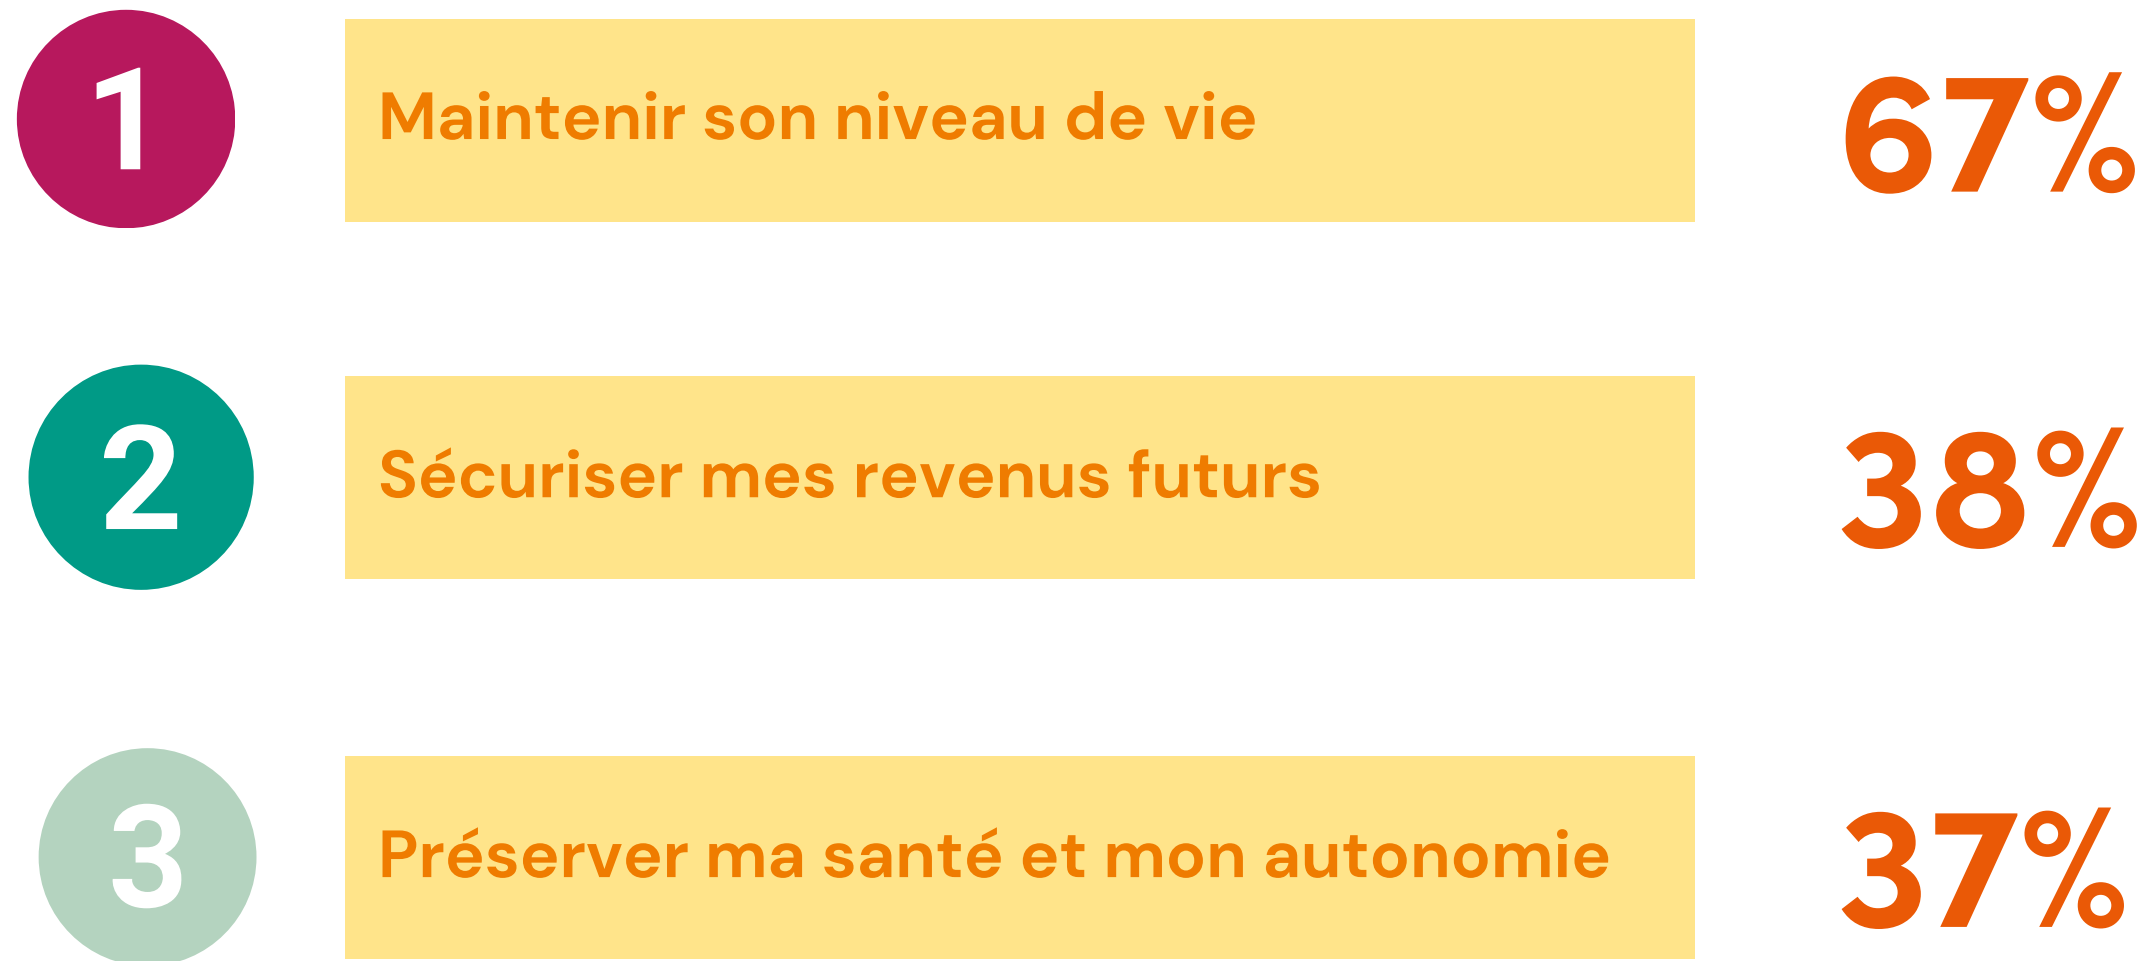 1
Maintenir son niveau de vie
67%
2
Sécuriser mes revenus futurs
38%
3
Préserver ma santé et mon autonomie
37%